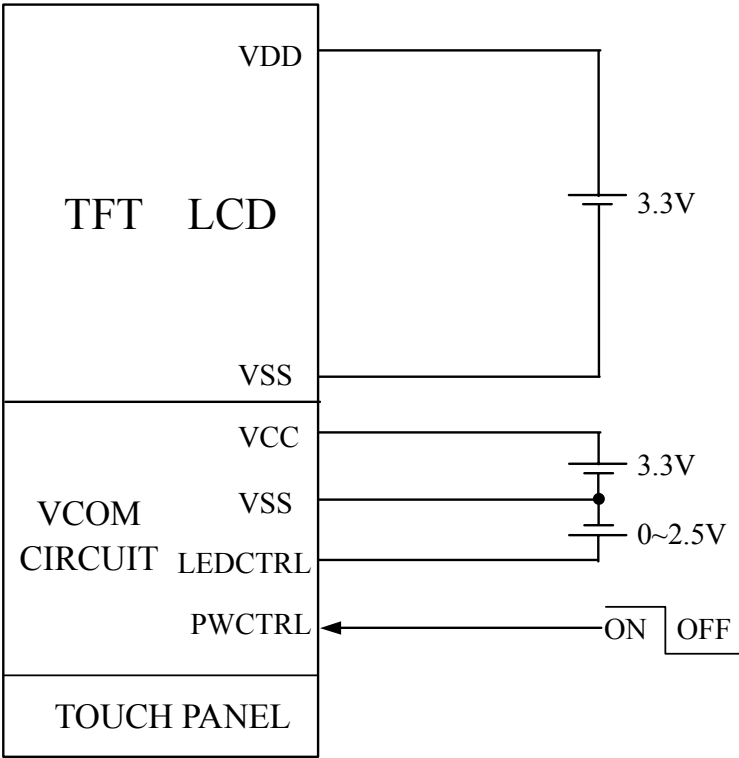 VDD
TFT LCD
3.3V
VSS
VCC
3.3V
VSS
VCOM
CIRCUIT
0~2.5V
LEDCTRL
PWCTRL
ON OFF
TOUCH PANEL